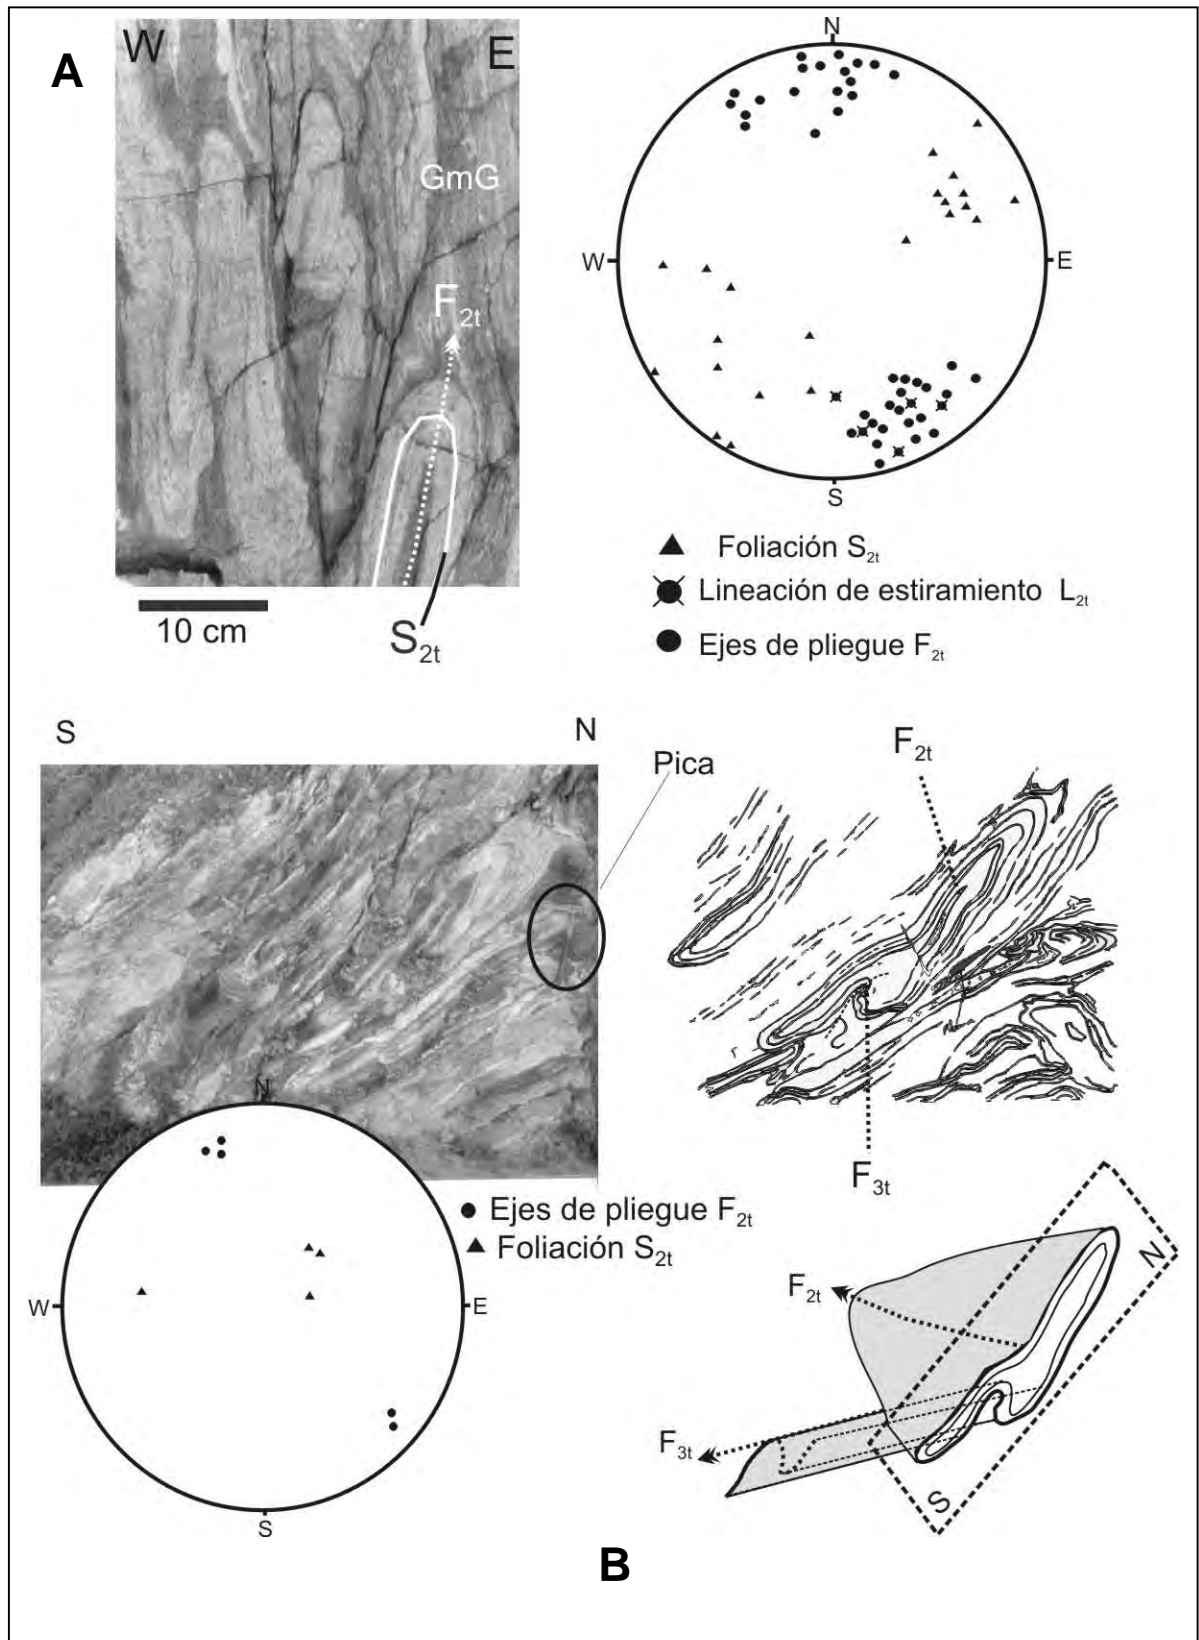 A
W
E
GmG
F2t
S2t
10 cm
N
W
E
S
Foliación S2t
Lineación de estiramiento L2t
Ejes de pliegue F2t
S
N
Pica
F2t
F3t
N
W
E
S
Ejes de pliegue F2t
Foliación S2t
F2t
F3t
N
S
B